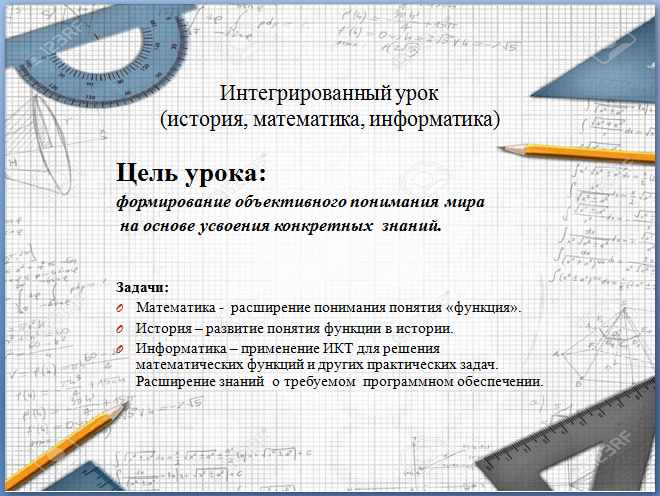 Интегрированный урок
(история, математика, информатика)
Цель урока:
формирование объективного понимания мира
на основе усвоения конкретных знаний.
Задачи:
Математика - расширение понимания понятия «функция».
История – развитие понятия функции в истории.
Информатика – применение ИКТ для решения
математических функций и других практических задач.
Расширение знаний о требуемом программном обеспечении.
123RF